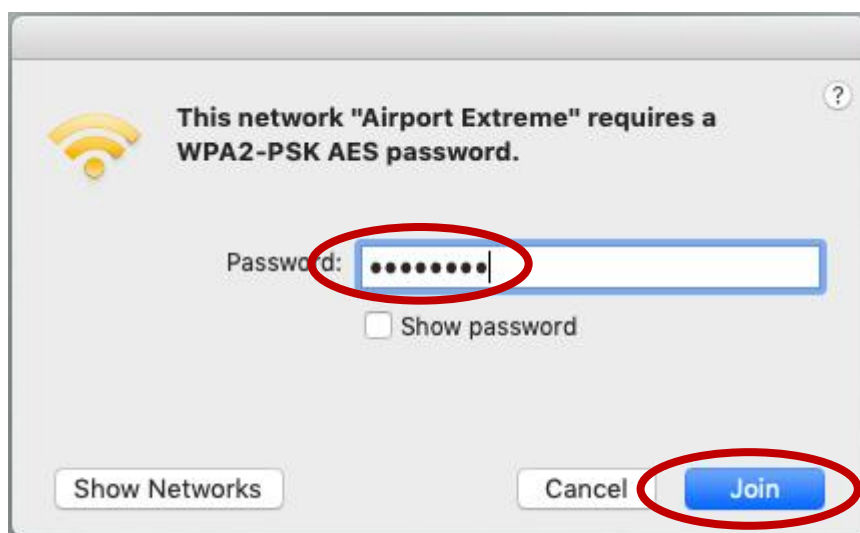 ?
This network "Airport Extreme" requires a
WPA2-PSK AES password.
Password: ••••••••
Show password
Show Networks Cancel Join